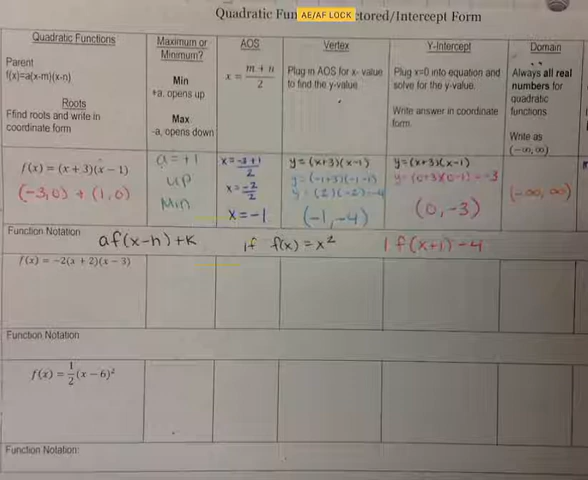 Quadratic Fun AE/AF LOCK tored/Intercept Form
Quadratic Functions
Parent
f(x)=a(x-m)(x-n)
Roots
Ffind roots and write in
coordinate form
Maximum or
Minimum?
Min
+a, opens up
Max
-a, opens down
AOS
x = m + n / 2
Vertex
Plug in AOS for x- value
to find the y-value.
Y-Intercept
Plug x=0 into equation and
solve for the y-value.
Write answer in coordinate
form.
Domain
Always all real
numbers for
quadratic
functions
Write as
(−∞, ∞)
f(x) = (x + 3)(x − 1)
(-3,0) + (1,0)
a = +1
up
Min
x = -3 + 1 / 2
x = -2 / 2
x = -1
y = (x+3)(x-1)
y = (-1+3)(-1-1)
y = (2)(-2) = -4
(-1, -4)
y = (x+3)(x-1)
y = (0+3)(0-1) = -3
(0, -3)
(-∞, ∞)
Function Notation
af(x-h)+k if f(x) = x² 1 f(x+1) - 4
f(x) = −2(x + 2)(x − 3)
Function Notation:
f(x) = 1/2 (x − 6)²
Function Notation: